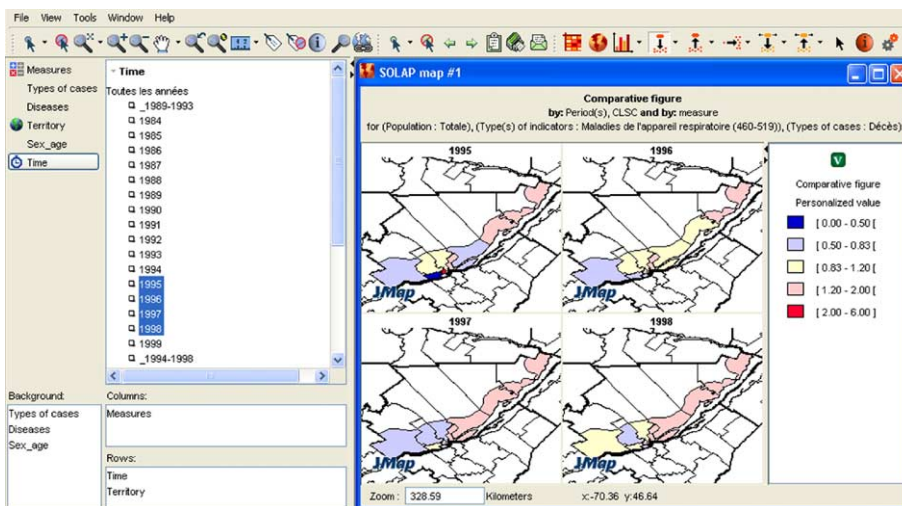 File View Tools Window Help
Measures
Types of cases
Diseases
Territory
Sex_age
Time
Time
Toutes les années
_1989-1993
1984
1985
1986
1987
1988
1989
1990
1991
1992
1993
1994
1995
1996
1997
1998
1999
_1994-1998
Background:
Types of cases
Diseases
Sex_age
Columns:
Measures
Rows:
Time
Territory
SOLAP map #1
Comparative figure
by: Period(s), CLSC and by: measure
for (Population : Totale), (Type(s) of indicators : Maladies de l'appareil respiratoire (460-519)), (Types of cases : Décès)
1995
1996
JMap
JMap
1997
1998
JMap
JMap
V
Comparative figure
Personalized value
[ 0.00 - 0.50 [
[ 0.50 - 0.83 [
[ 0.83 - 1.20 [
[ 1.20 - 2.00 [
[ 2.00 - 6.00 ]
Zoom : 328.59 Kilometers x:-70.36 y:46.64